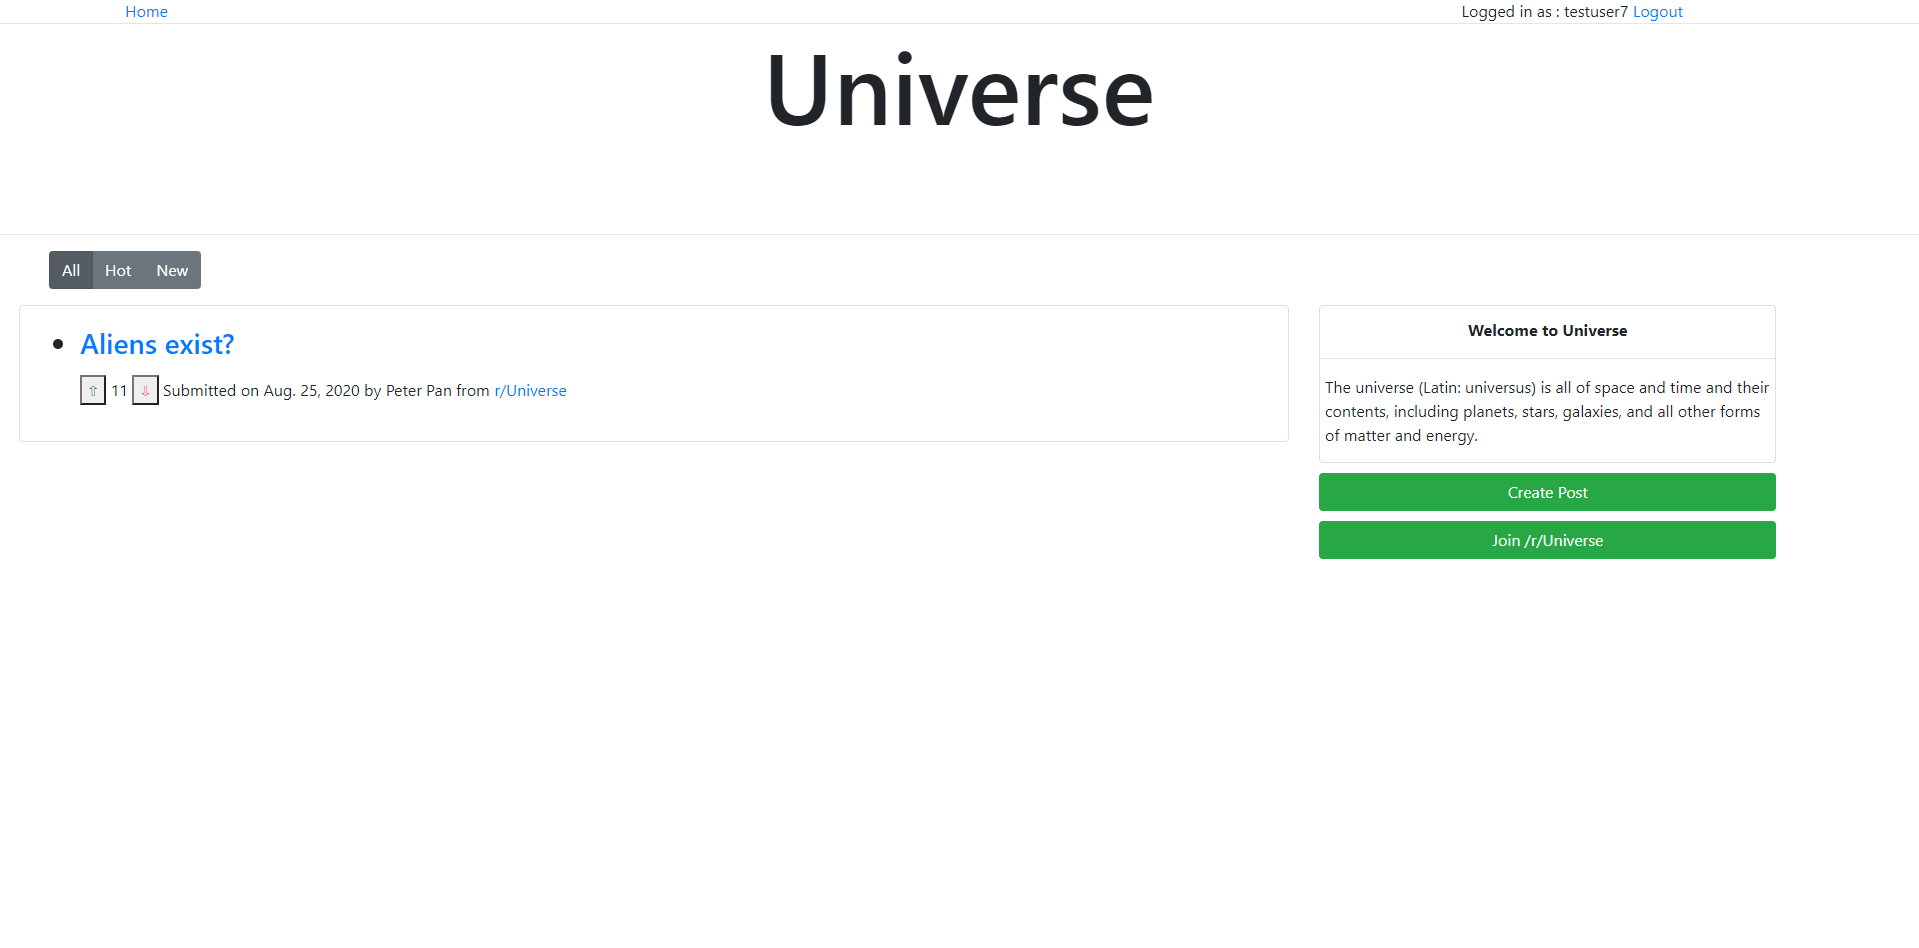 Home
Logged in as : testuser7 Logout
Universe
All Hot New
Aliens exist?
⇧ 11 ⇩ Submitted on Aug. 25, 2020 by Peter Pan from r/Universe
Welcome to Universe
The universe (Latin: universus) is all of space and time and their
contents, including planets, stars, galaxies, and all other forms
of matter and energy.
Create Post
Join /r/Universe